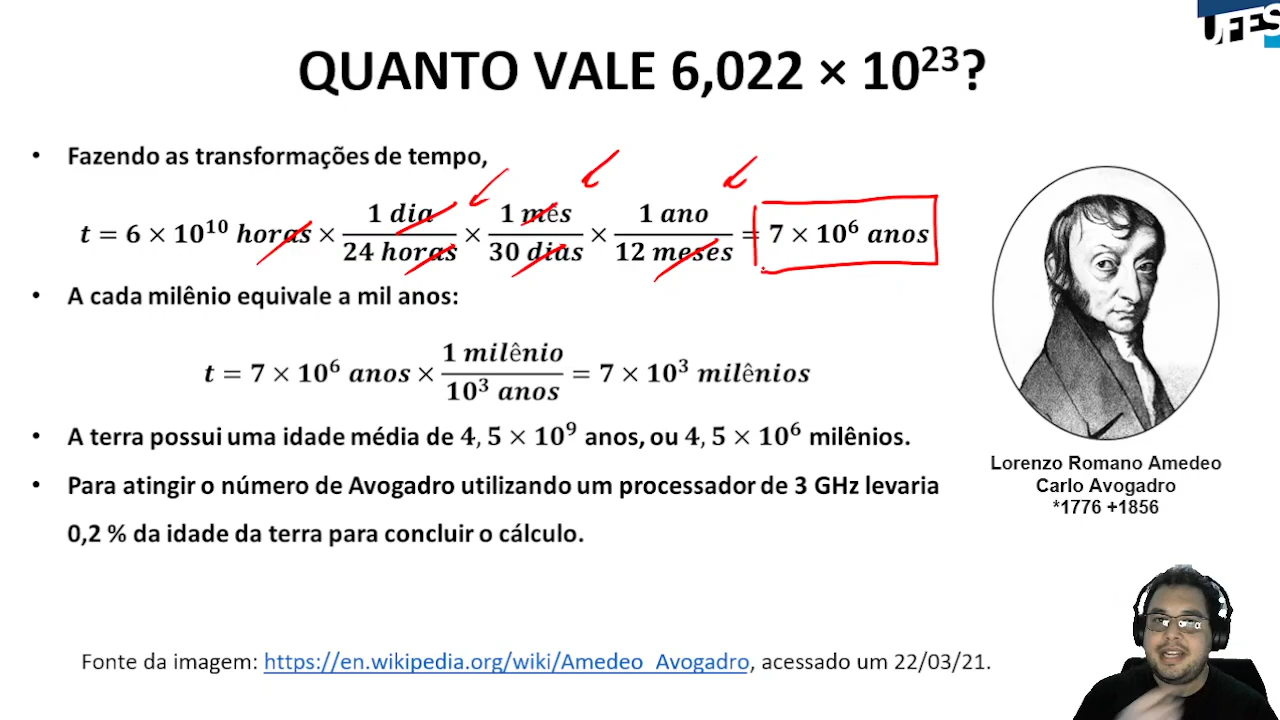 UFES
QUANTO VALE 6,022 × 10²³?
• Fazendo as transformações de tempo,
t = 6 × 10¹⁰ horas × 1 dia / 24 horas × 1 mês / 30 dias × 1 ano / 12 meses = 7 × 10⁶ anos
• A cada milênio equivale a mil anos:
t = 7 × 10⁶ anos × 1 milênio / 10³ anos = 7 × 10³ milênios
• A terra possui uma idade média de 4,5 × 10⁹ anos, ou 4,5 × 10⁶ milênios.
• Para atingir o número de Avogadro utilizando um processador de 3 GHz levaria
0,2 % da idade da terra para concluir o cálculo.
Lorenzo Romano Amedeo
Carlo Avogadro
*1776 +1856
Fonte da imagem: https://en.wikipedia.org/wiki/Amedeo_Avogadro, acessado um 22/03/21.